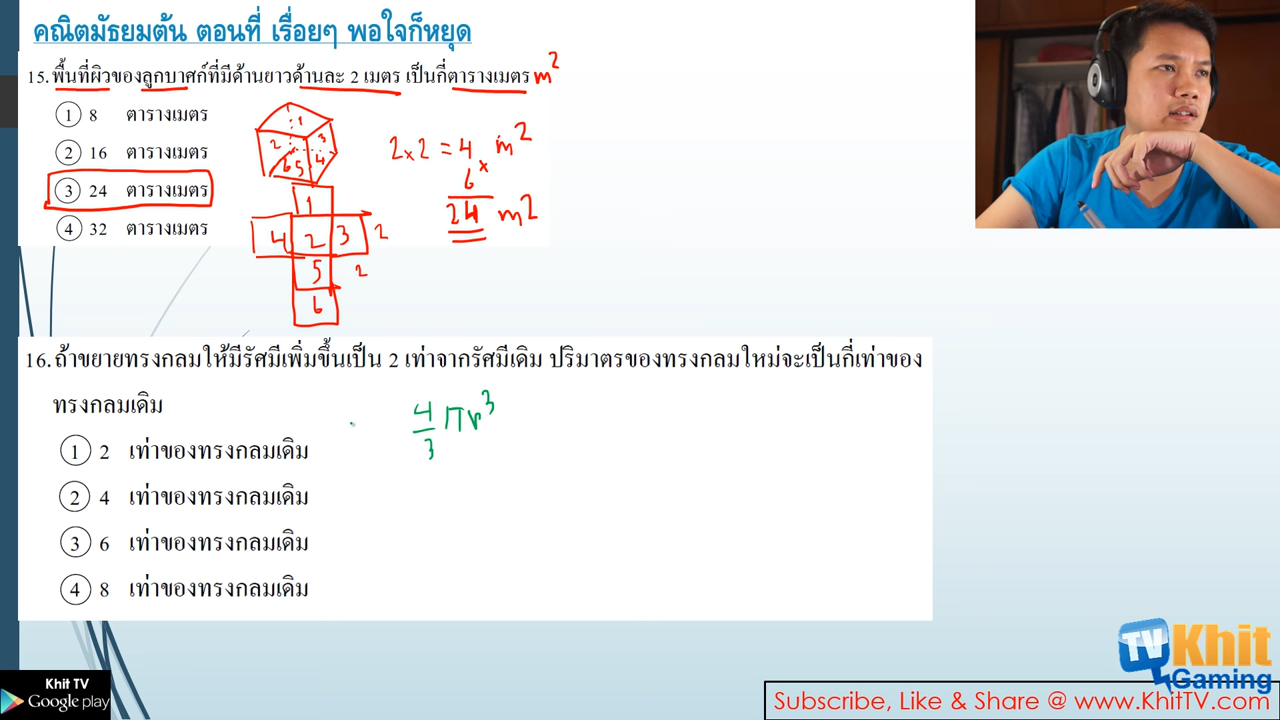 คณิตมัธยมต้น ตอนที่ เรื่อยๆ พอใจก็หยุด
15. พื้นที่ผิวของลูกบาศก์ที่มีด้านยาวด้านละ 2 เมตร เป็นกี่ตารางเมตร m²
1 8 ตารางเมตร
2 16 ตารางเมตร
3 24 ตารางเมตร
4 32 ตารางเมตร
1
2 3
6 5 4
1
4 2 3 2
5 2
6
2 x 2 = 4 m²
6 x
24 m2
16. ถ้าขยายทรงกลมให้มีรัศมีเพิ่มขึ้นเป็น 2 เท่าจากรัศมีเดิม ปริมาตรของทรงกลมใหม่จะเป็นกี่เท่าของ
ทรงกลมเดิม
4/3 πr³
1 2 เท่าของทรงกลมเดิม
2 4 เท่าของทรงกลมเดิม
3 6 เท่าของทรงกลมเดิม
4 8 เท่าของทรงกลมเดิม
TV Khit
Gaming
Khit TV
Google play
Subscribe, Like & Share @ www.KhitTV.com